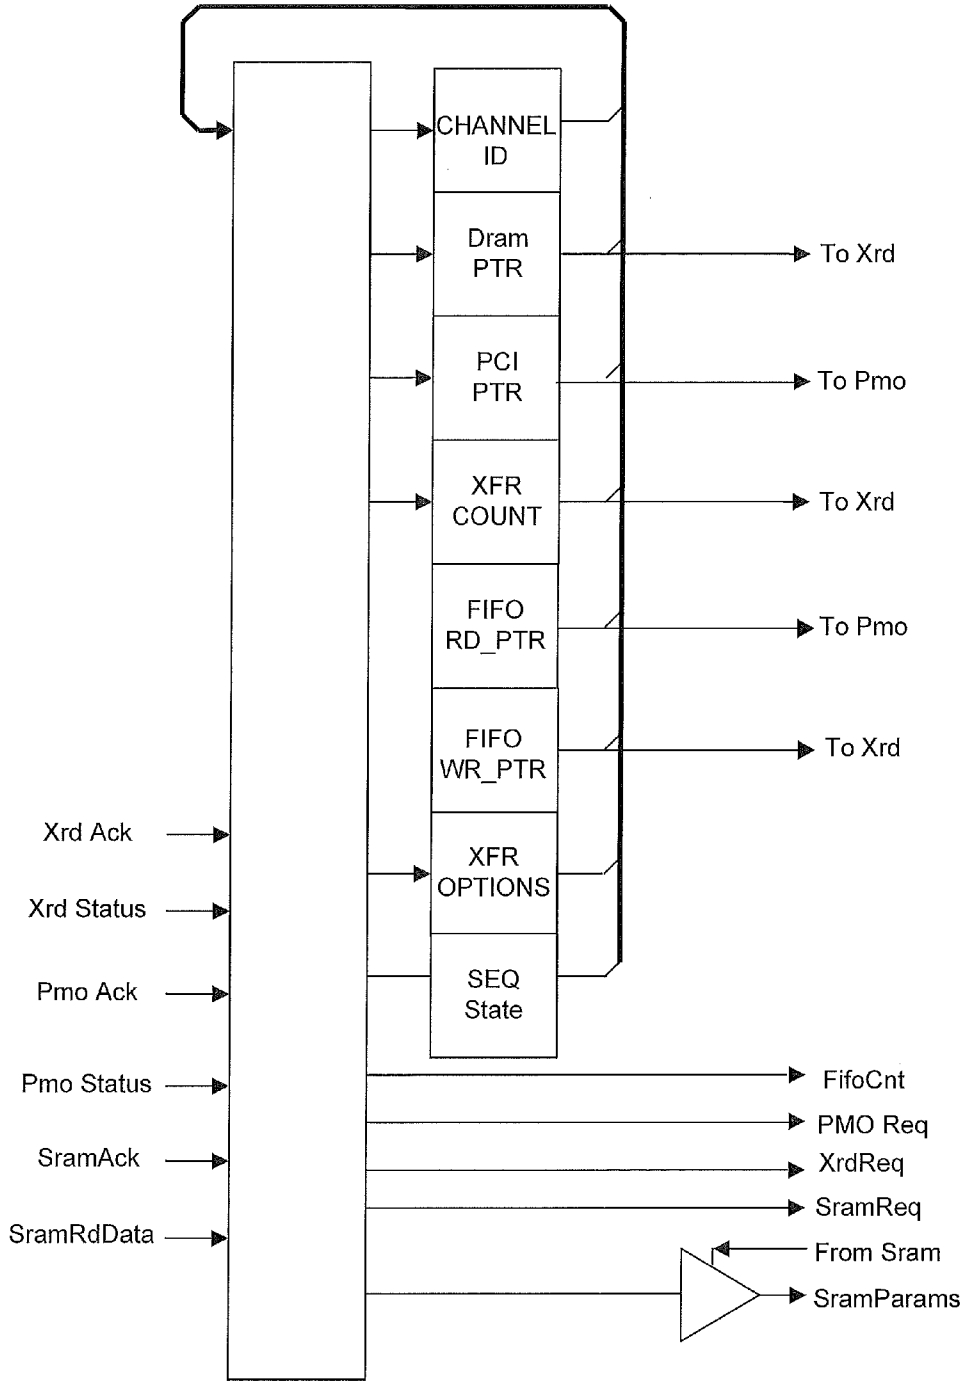 CHANNEL
ID
Dram
PTR
To Xrd
PCI
PTR
To Pmo
XFR
COUNT
To Xrd
FIFO
RD_PTR
To Pmo
FIFO
WR_PTR
To Xrd
Xrd Ack
XFR
OPTIONS
Xrd Status
SEQ
State
Pmo Ack
Pmo Status
FifoCnt
PMO Req
SramAck
XrdReq
SramReq
SramRdData
From Sram
SramParams